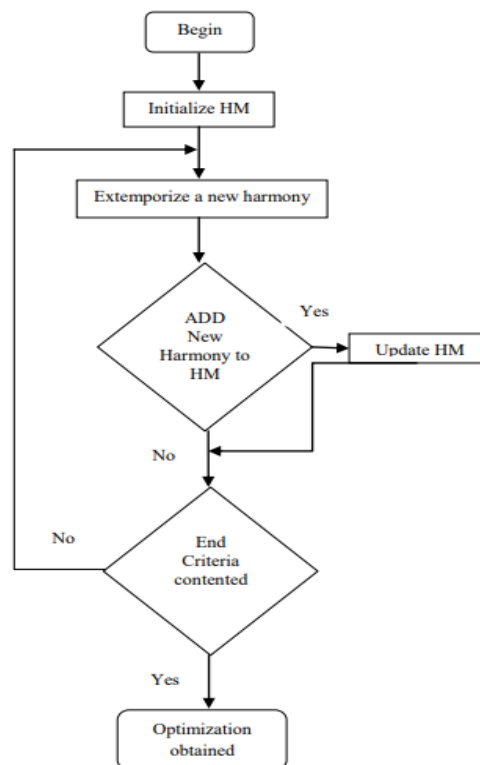 Begin
Initialize HM
Extemporize a new harmony
ADD
New
Harmony to
HM
Yes
Update HM
No
End
Criteria
contented
No
Yes
Optimization
obtained